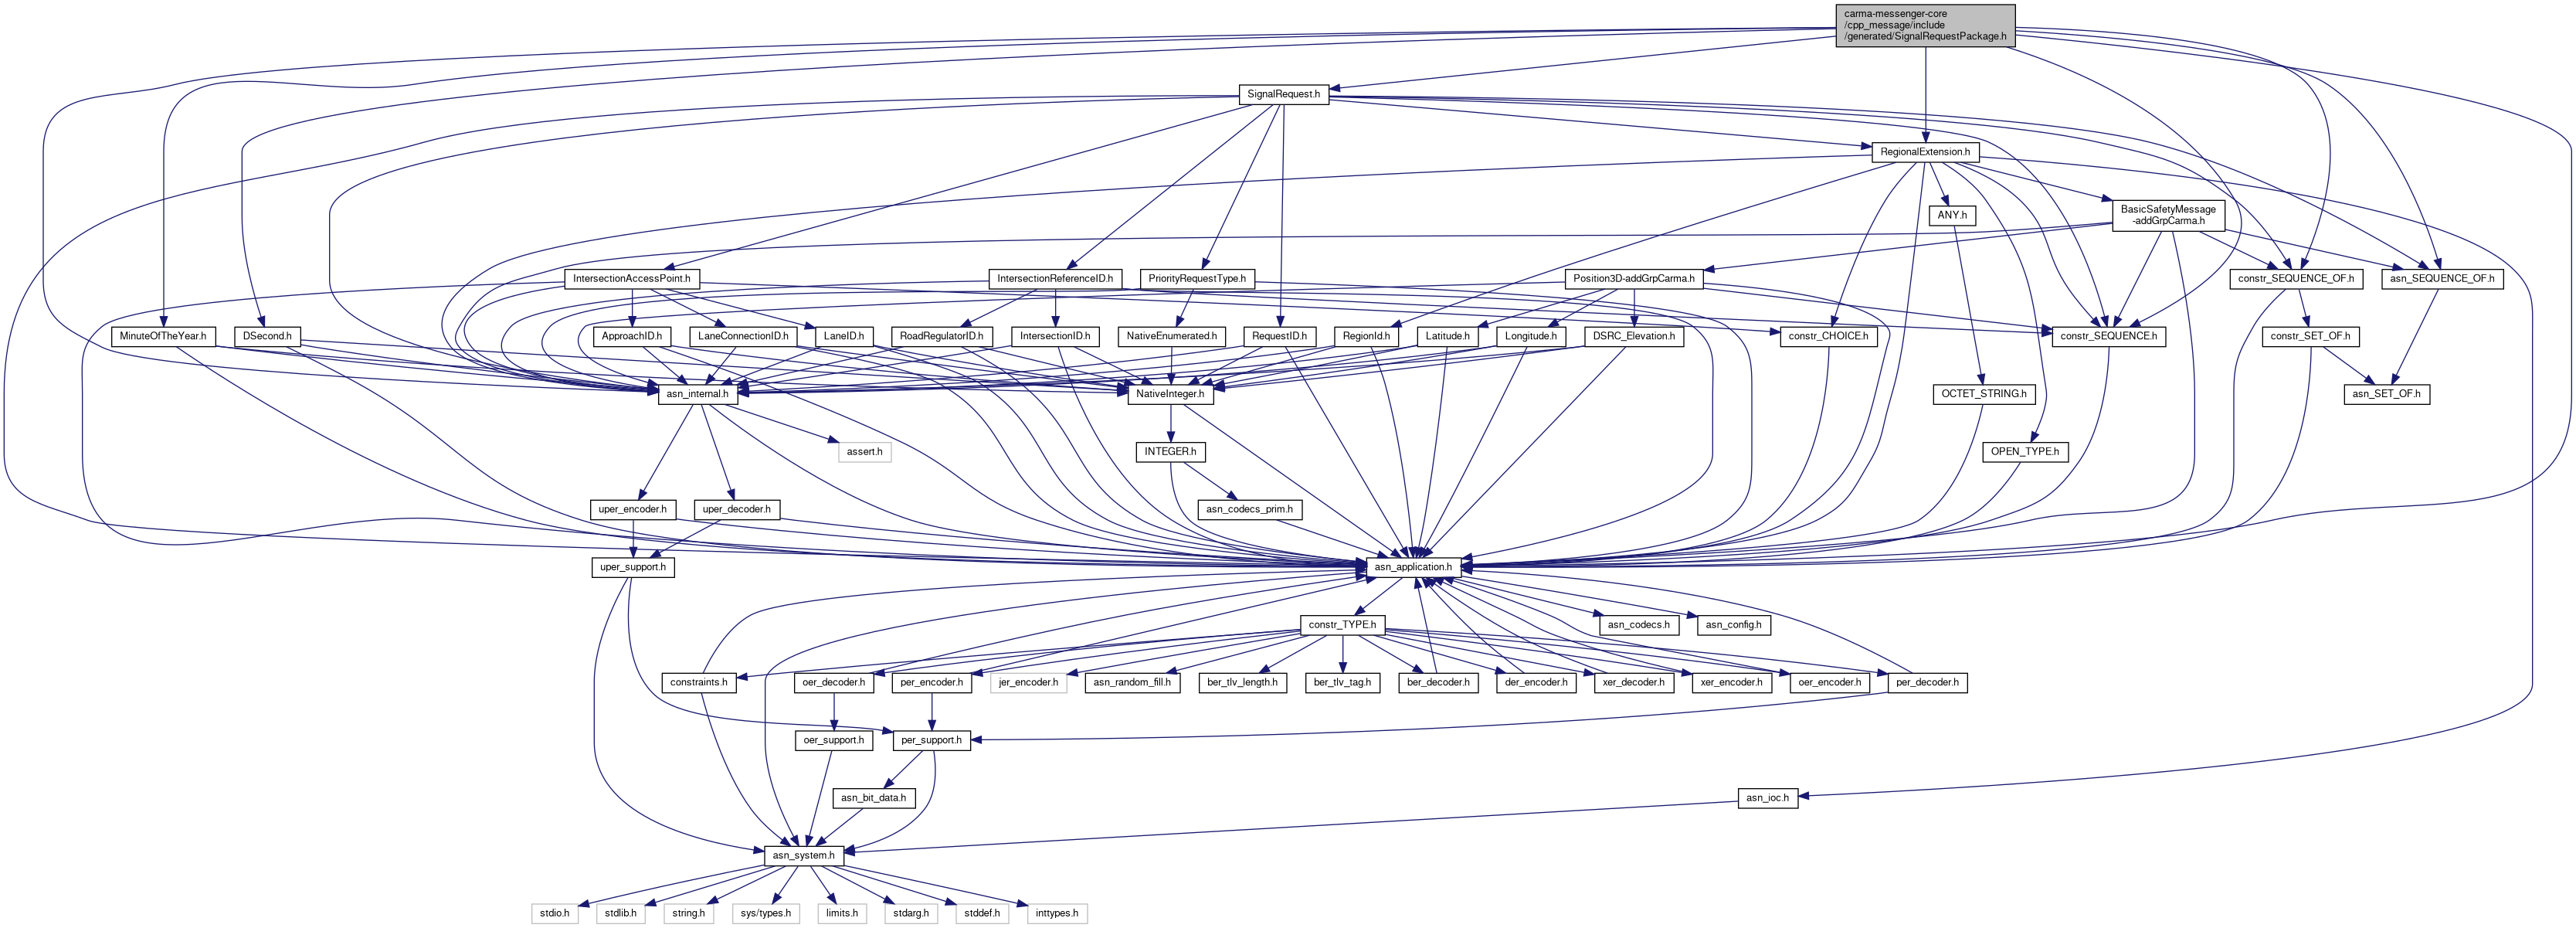 carma-messenger-core
/cpp_message/include
/generated/SignalRequestPackage.h
SignalRequest.h
RegionalExtension.h
ANY.h
BasicSafetyMessage
-addGrpCarma.h
IntersectionAccessPoint.h
IntersectionReferenceID.h
PriorityRequestType.h
Position3D-addGrpCarma.h
constr_SEQUENCE_OF.h
asn_SEQUENCE_OF.h
MinuteOfTheYear.h
DSecond.h
ApproachID.h
LaneConnectionID.h
LaneID.h
RoadRegulatorID.h
IntersectionID.h
NativeEnumerated.h
RequestID.h
RegionId.h
Latitude.h
Longitude.h
DSRC_Elevation.h
constr_CHOICE.h
constr_SEQUENCE.h
constr_SET_OF.h
asn_internal.h
NativeInteger.h
OCTET_STRING.h
asn_SET_OF.h
assert.h
INTEGER.h
OPEN_TYPE.h
uper_encoder.h
uper_decoder.h
asn_codecs_prim.h
uper_support.h
asn_application.h
constr_TYPE.h
asn_codecs.h
asn_config.h
constraints.h
oer_decoder.h
per_encoder.h
jer_encoder.h
asn_random_fill.h
ber_tlv_length.h
ber_tlv_tag.h
ber_decoder.h
der_encoder.h
xer_decoder.h
xer_encoder.h
oer_encoder.h
per_decoder.h
oer_support.h
per_support.h
asn_bit_data.h
asn_ioc.h
asn_system.h
stdio.h
stdlib.h
string.h
sys/types.h
limits.h
stdarg.h
stddef.h
inttypes.h